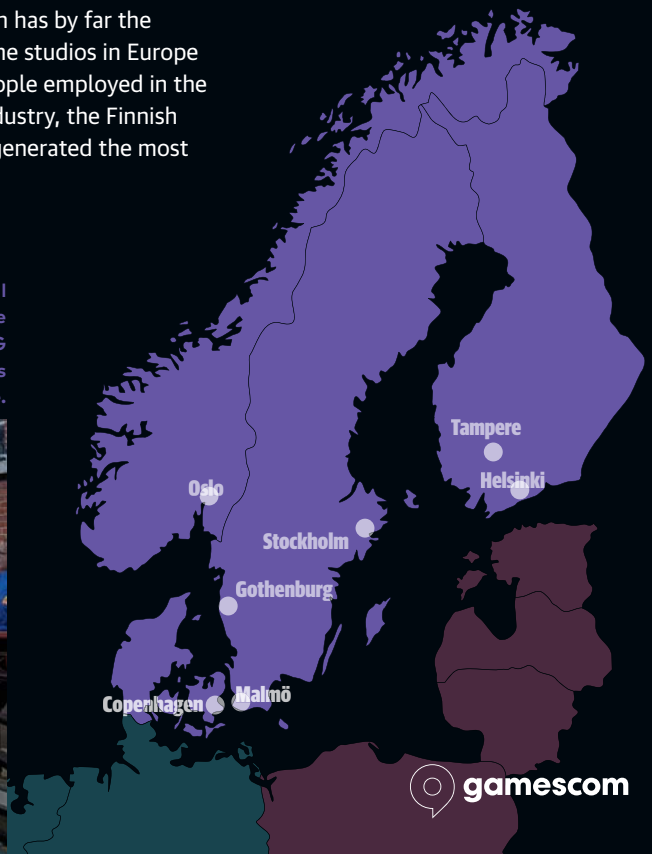 n has by far the
ne studios in Europe
ople employed in the
dustry, the Finnish
generated the most
l
e
G
s
.
Tampere
Helsinki
Oslo
Stockholm
Gothenburg
Malmö
Copenhagen
gamescom